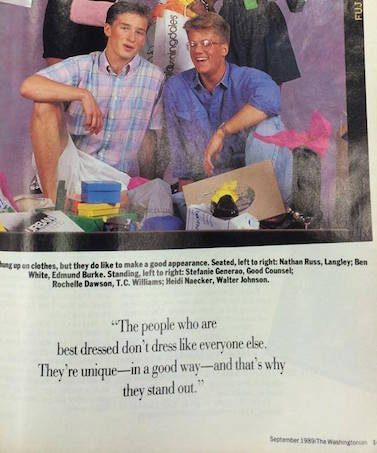 FUJ
bloomingdales
hung up on clothes, but they do like to make a good appearance. Seated, left to right: Nathan Russ, Langley; Ben
White, Edmund Burke. Standing, left to right: Stefanie Generao, Good Counsel;
Rochelle Dawson, T.C. Williams; Heidi Naecker, Walter Johnson.
“The people who are
best dressed don’t dress like everyone else.
They’re unique—in a good way—and that’s why
they stand out.”
September 1989/The Washingtonian